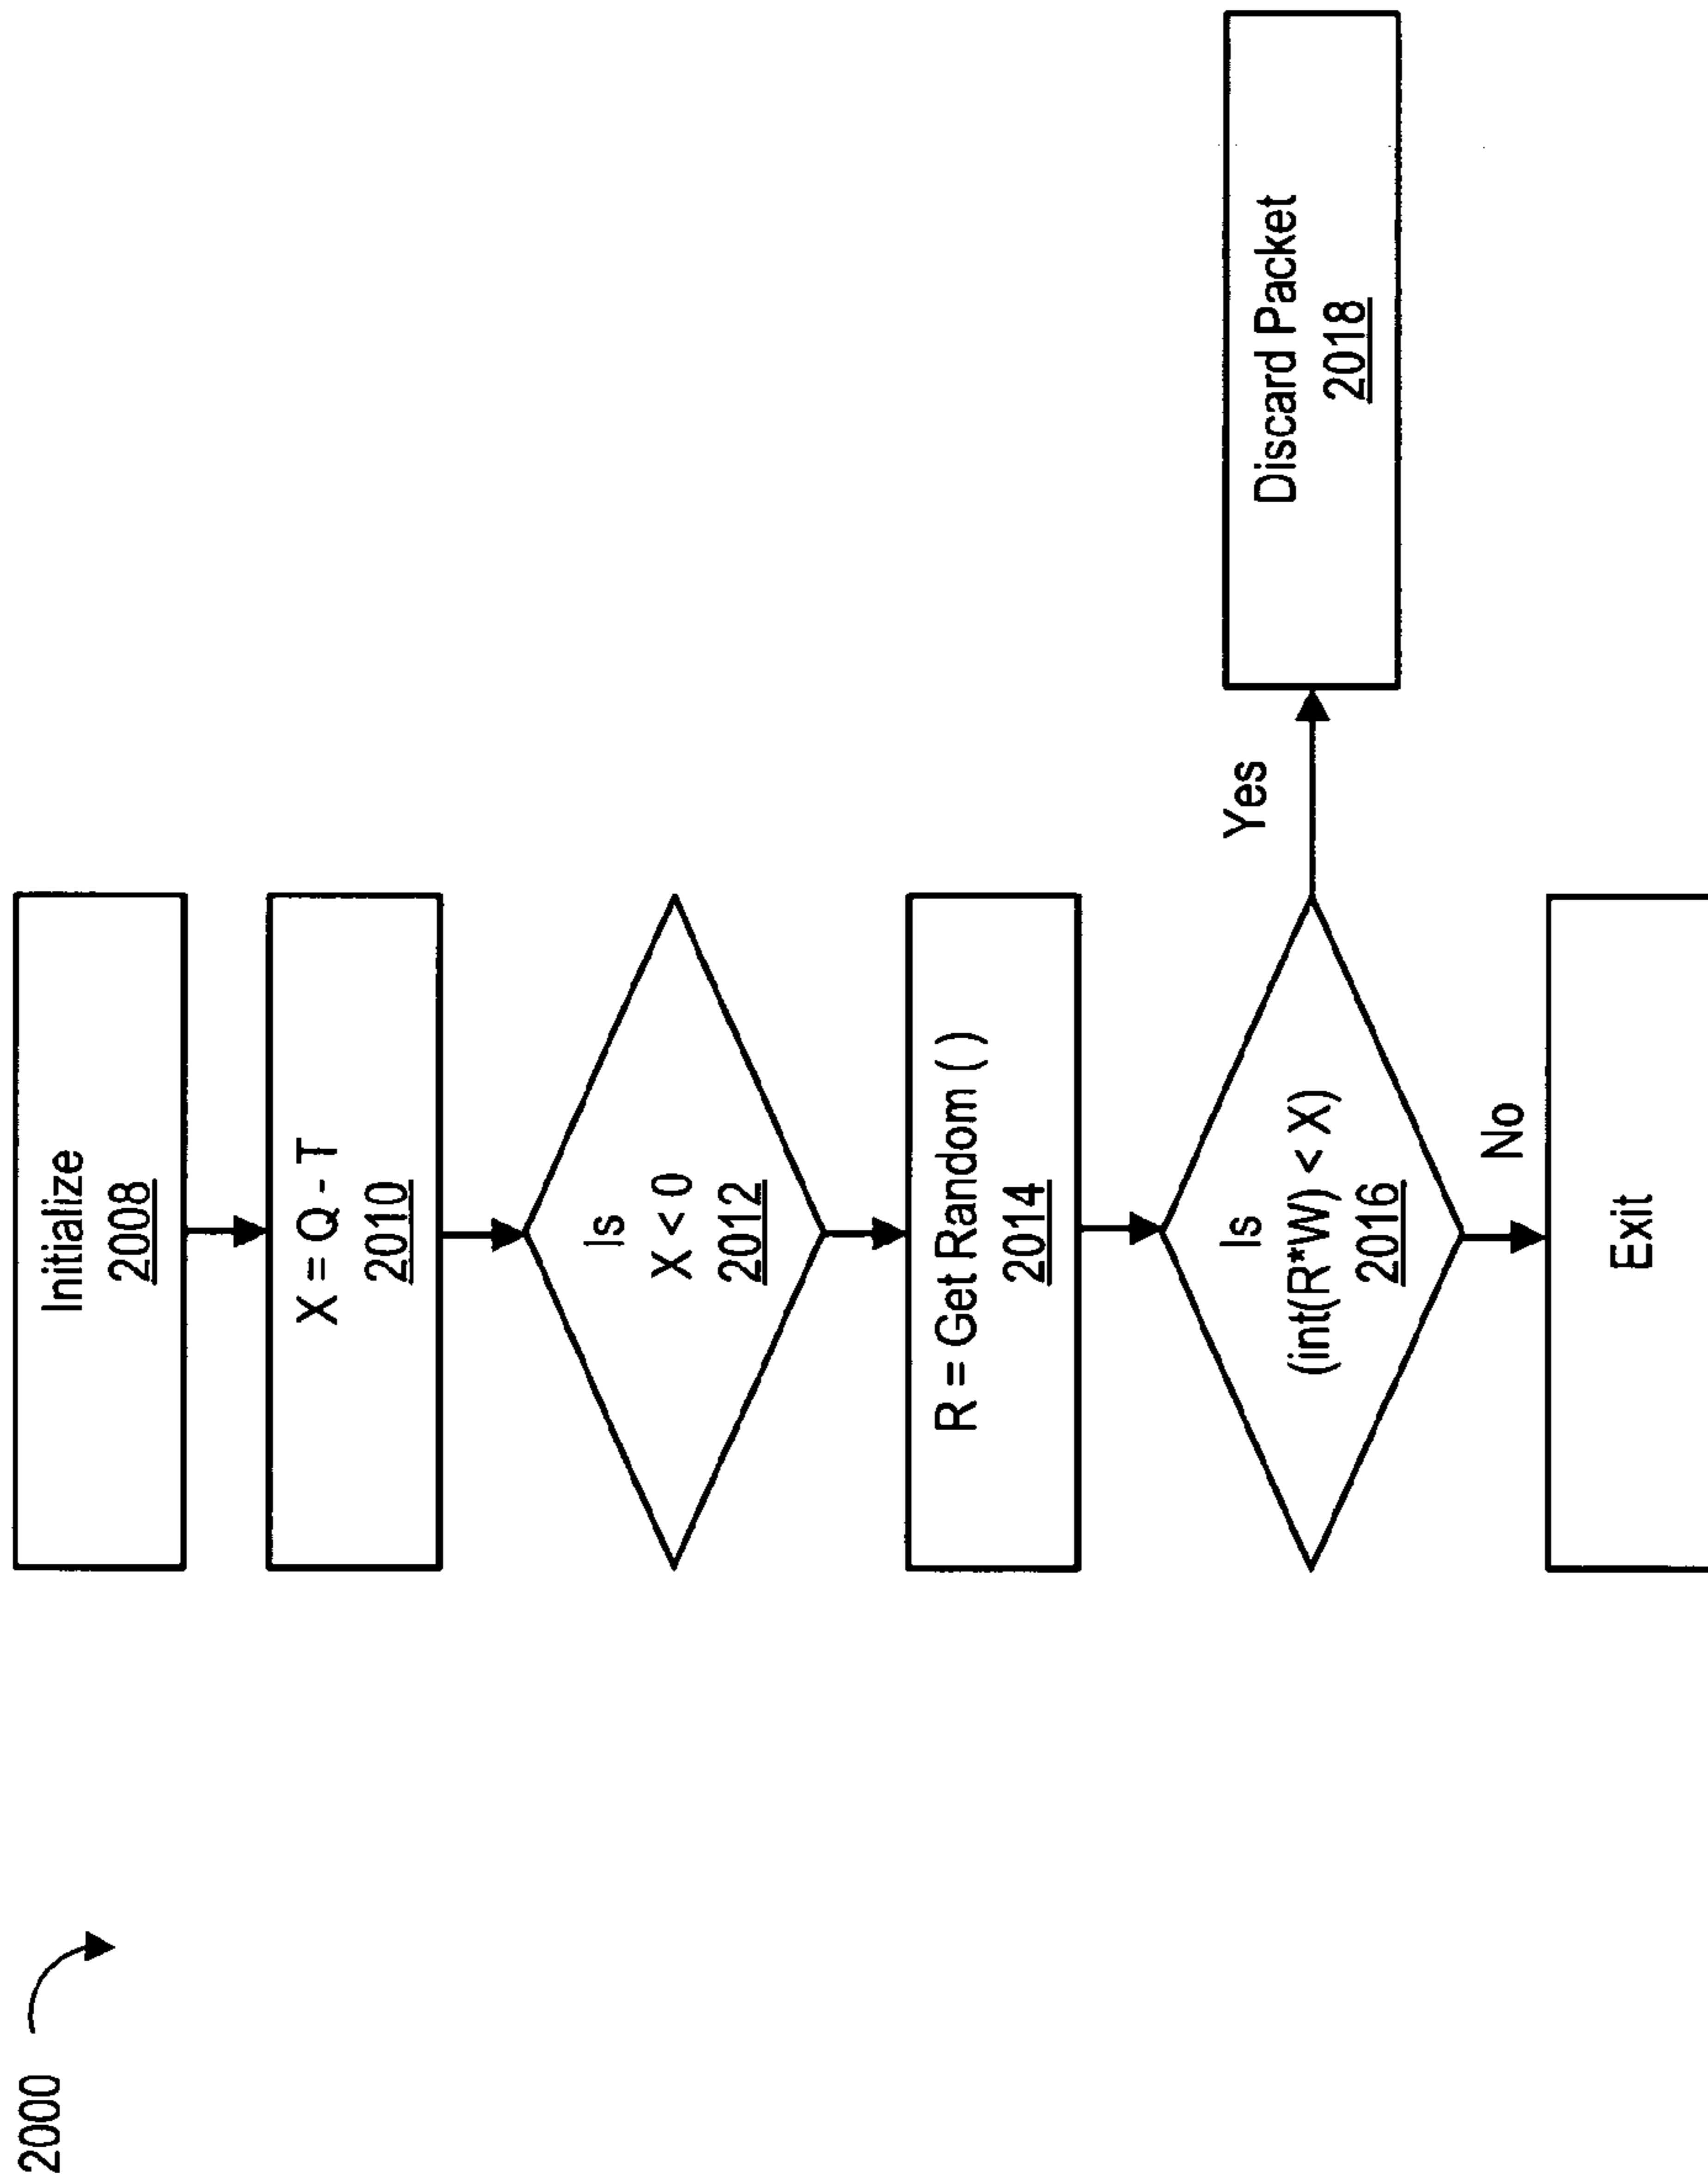 2000
Initialize
2008
X = Q - T
2010
Is
X < 0
2012
R = Get Random ( )
2014
Is
(int(R*W) < X)
2016
Yes
Discard Packet
2018
No
Exit